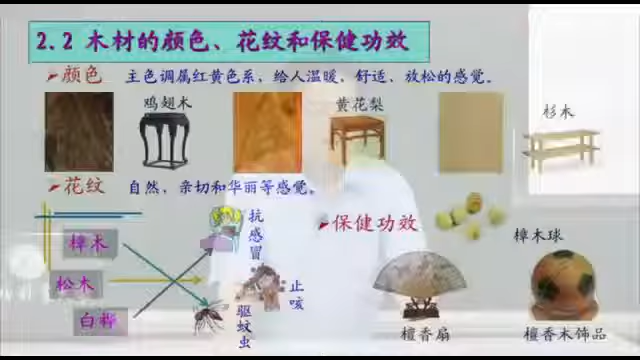 2.2 木材的颜色、花纹和保健功效
颜色 主色调属红黄色系，给人温暖、舒适、放松的感觉。
鸡翅木
黄花梨
杉木
花纹 自然，亲切和华丽等感觉。
保健功效
樟木
松木
白桦
抗感冒
止咳
驱蚊虫
樟木球
檀香扇
檀香木饰品